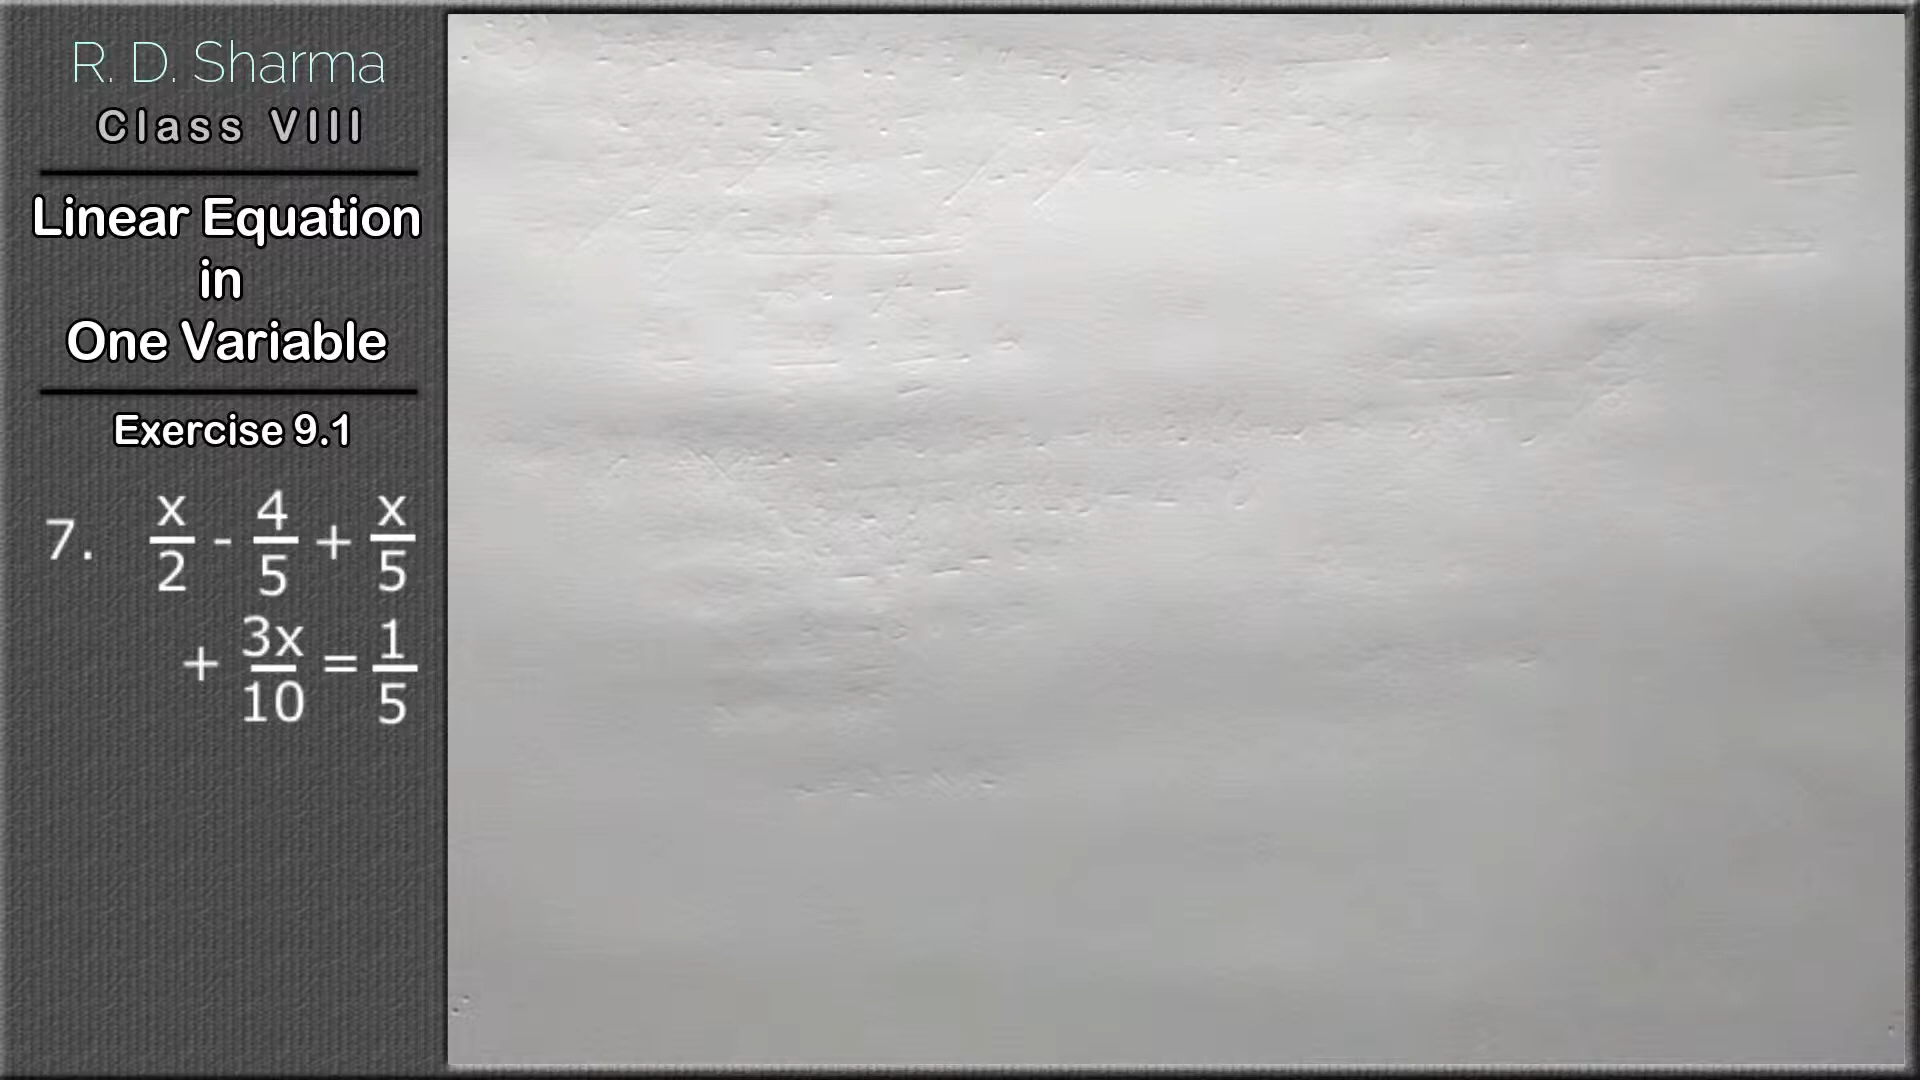 R. D. Sharma
Class VIII
Linear Equation
in
One Variable
Exercise 9.1
7. x/2 - 4/5 + x/5
+ 3x/10 = 1/5